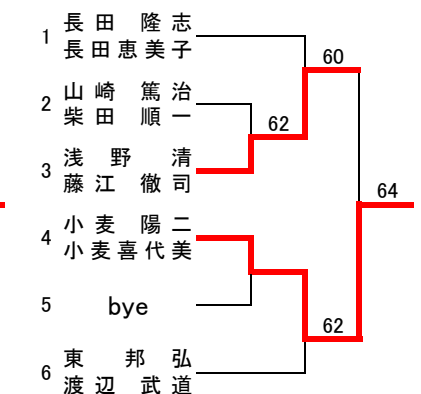 1 長田 隆志
長田恵美子
60
2 山崎 篤治
柴田 順一
62
3 浅野 清
藤江 徹司
64
4 小麦 陽二
小麦喜代美
5 bye
62
6 東 邦弘
渡辺 武道